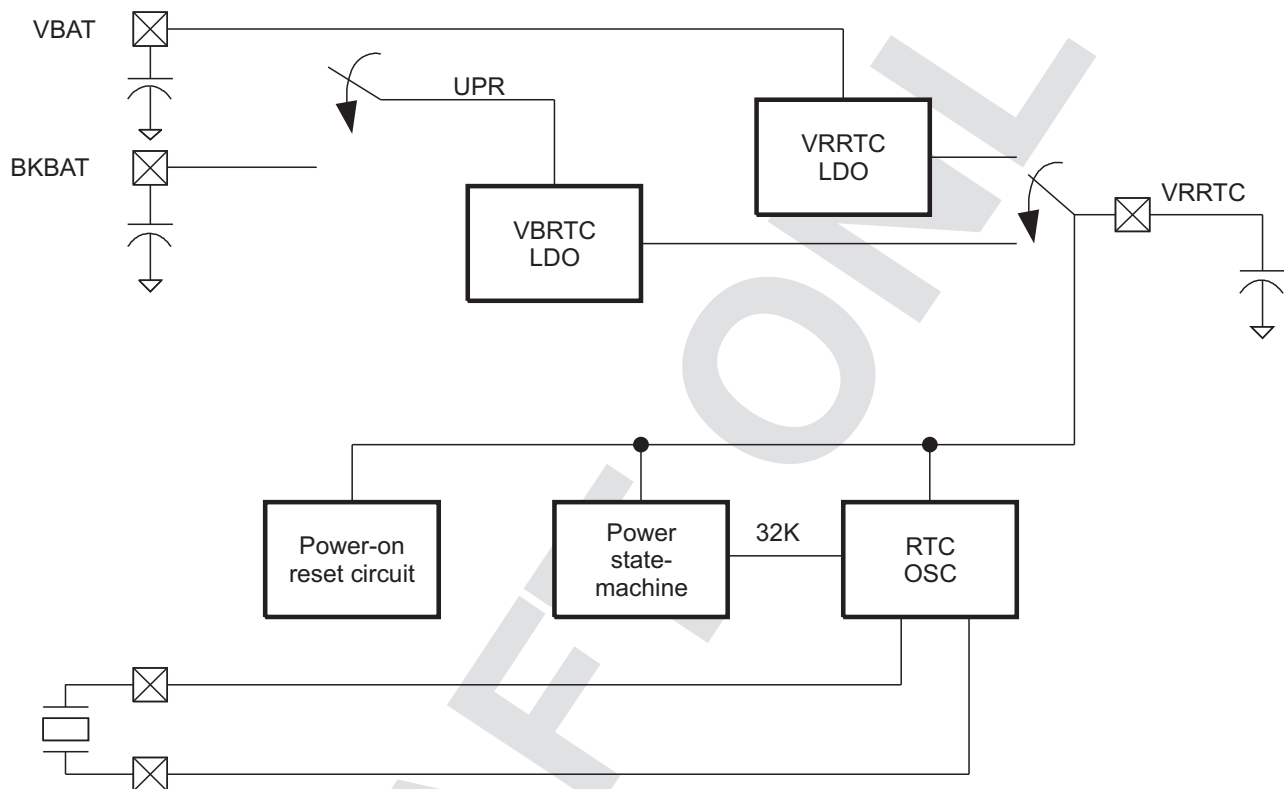 VBAT
UPR
BKBAT
VRRTC
LDO
VRRTC
VBRTC
LDO
Power-on
reset circuit
Power
state-
machine
32K
RTC
OSC